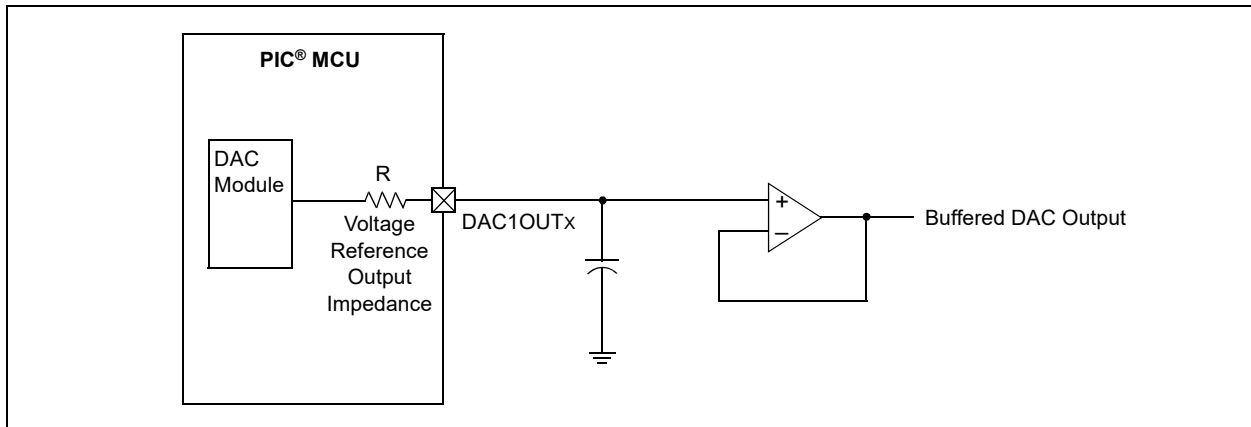 PIC® MCU
DAC
Module
R
Voltage
Reference
Output
Impedance
DAC1OUTX
+
–
Buffered DAC Output